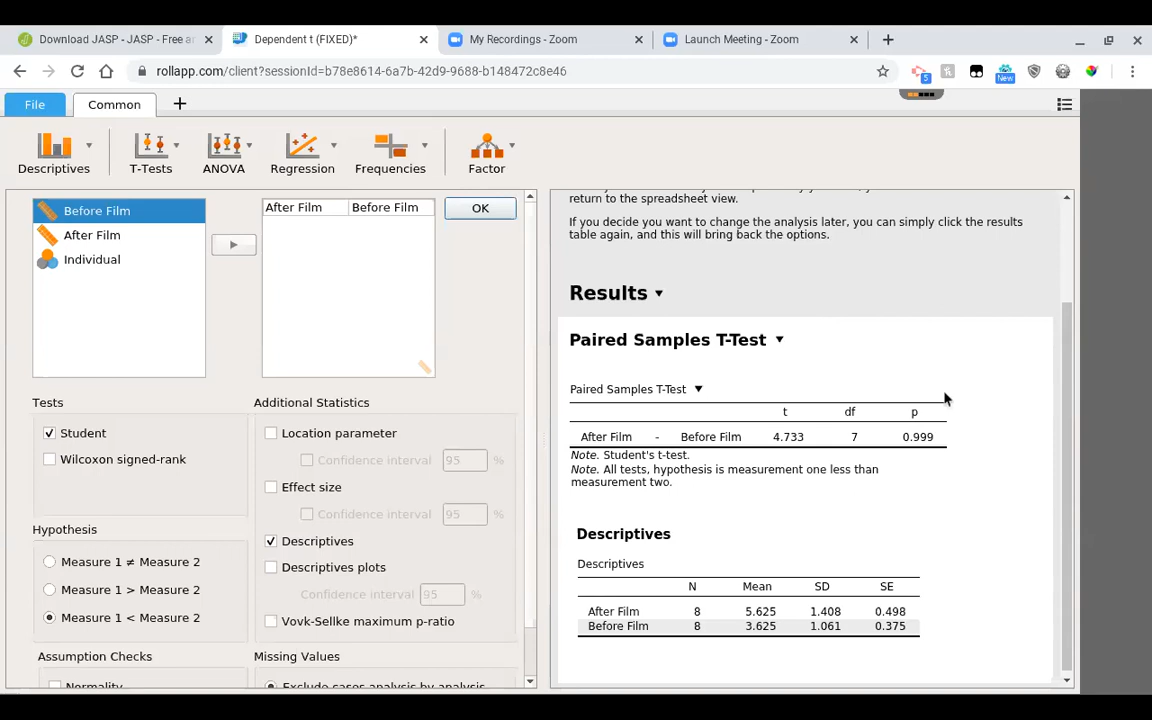 Download JASP - JASP - Free a
Dependent t (FIXED)*
My Recordings - Zoom
Launch Meeting - Zoom
rollapp.com/client?sessionId=b78e8614-6a7b-42d9-9688-b148472c8e46
5
New
File
Common
Descriptives
T-Tests
ANOVA
Regression
Frequencies
Factor
Before Film
After Film
Individual
After Film
Before Film
OK
Tests
Student
Wilcoxon signed-rank
Hypothesis
Measure 1 ≠ Measure 2
Measure 1 > Measure 2
Measure 1 < Measure 2
Assumption Checks
Normality
Additional Statistics
Location parameter
Confidence interval 95 %
Effect size
Confidence interval 95 %
Descriptives
Descriptives plots
Confidence interval 95 %
Vovk-Sellke maximum p-ratio
Missing Values
Exclude cases analysis by analysis
return to the spreadsheet view.
If you decide you want to change the analysis later, you can simply click the results
table again, and this will bring back the options.
Results
Paired Samples T-Test
Paired Samples T-Test
t df p
After Film - Before Film 4.733 7 0.999
Note. Student's t-test.
Note. All tests, hypothesis is measurement one less than
measurement two.
Descriptives
Descriptives
N Mean SD SE
After Film 8 5.625 1.408 0.498
Before Film 8 3.625 1.061 0.375